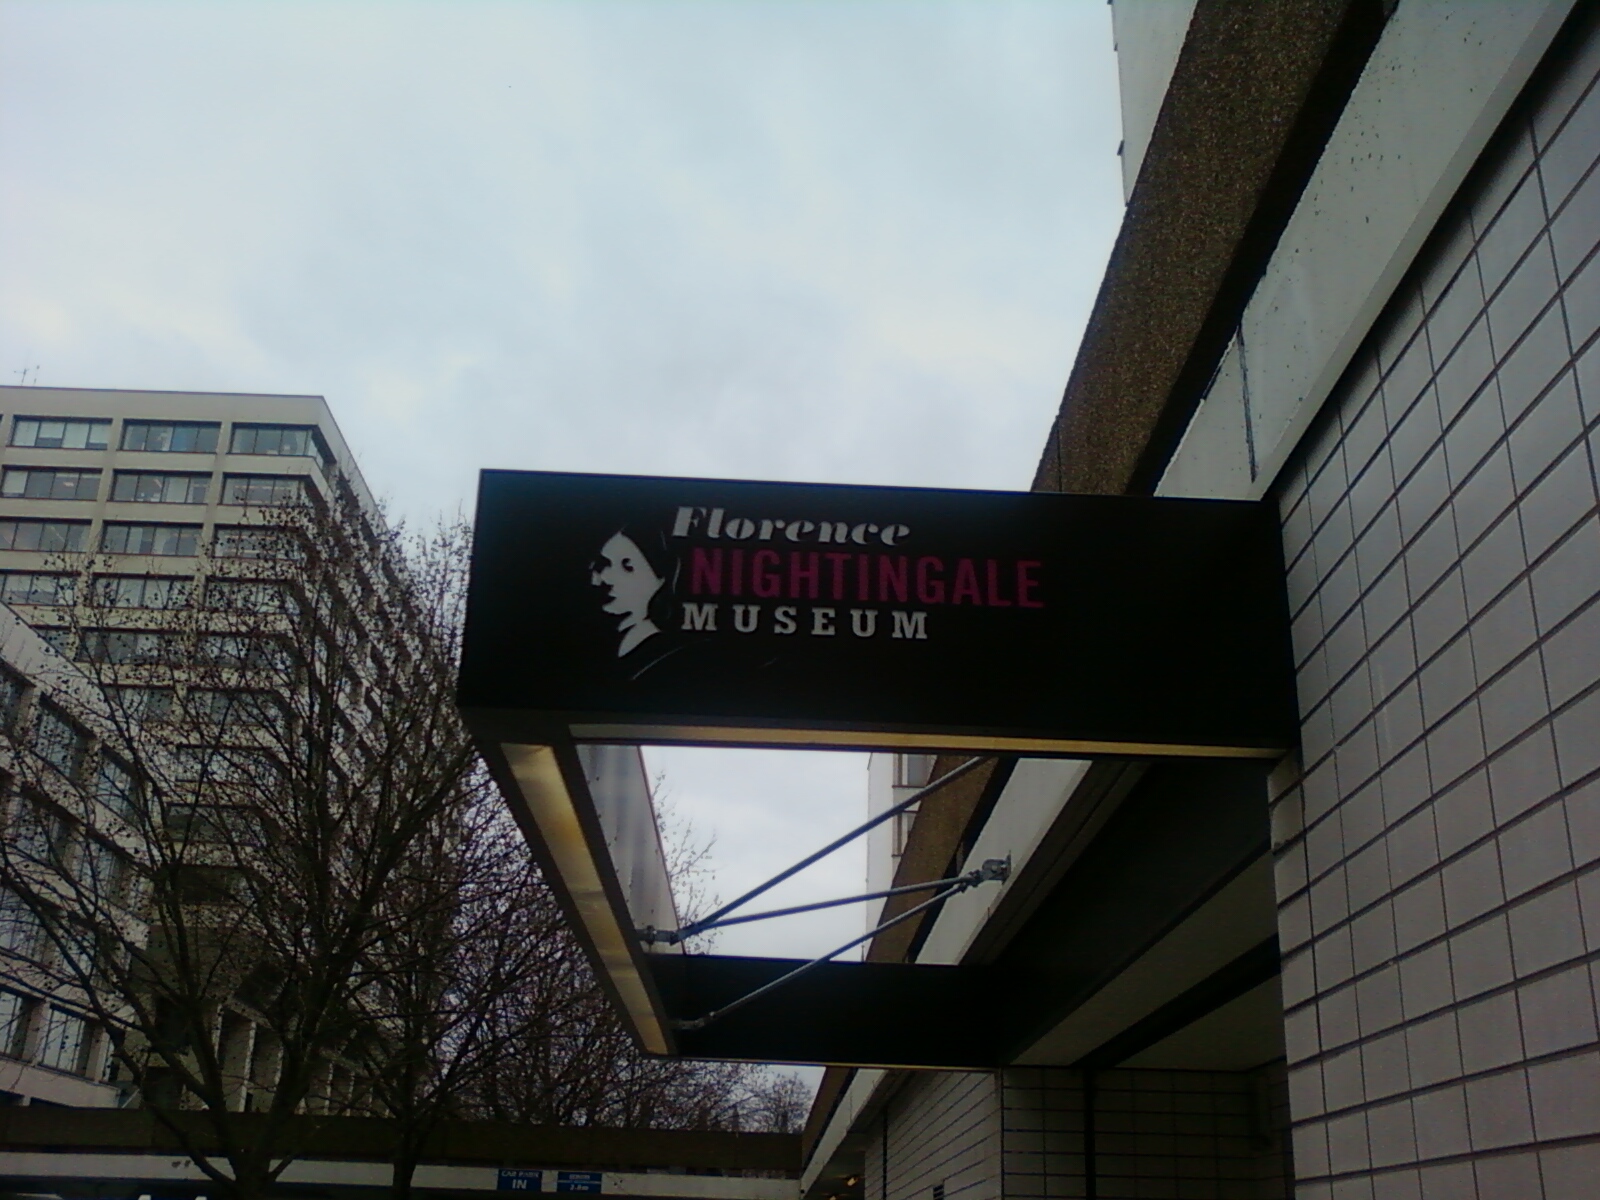 Florence
NIGHTINGALE
MUSEUM
CAR PARK
IN